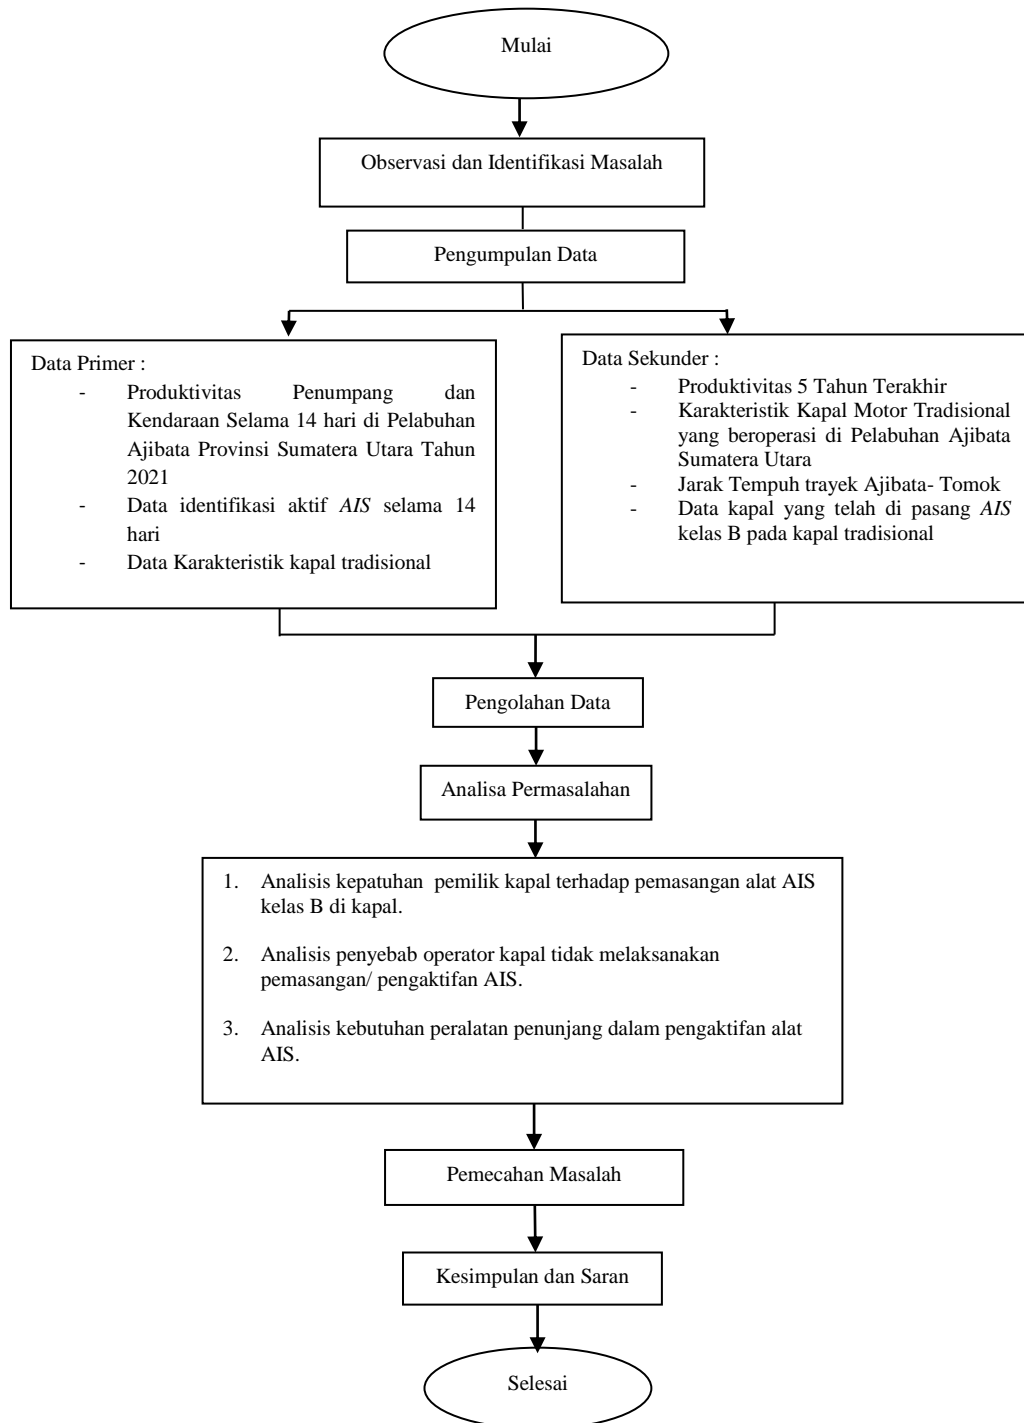 Mulai
Observasi dan Identifikasi Masalah
Pengumpulan Data
Data Primer :
- Produktivitas Penumpang dan
Kendaraan Selama 14 hari di Pelabuhan
Ajibata Provinsi Sumatera Utara Tahun
2021
- Data identifikasi aktif AIS selama 14
hari
- Data Karakteristik kapal tradisional
Data Sekunder :
- Produktivitas 5 Tahun Terakhir
- Karakteristik Kapal Motor Tradisional
yang beroperasi di Pelabuhan Ajibata
Sumatera Utara
- Jarak Tempuh trayek Ajibata- Tomok
- Data kapal yang telah di pasang AIS
kelas B pada kapal tradisional
Pengolahan Data
Analisa Permasalahan
1. Analisis kepatuhan pemilik kapal terhadap pemasangan alat AIS
kelas B di kapal.
2. Analisis penyebab operator kapal tidak melaksanakan
pemasangan/ pengaktifan AIS.
3. Analisis kebutuhan peralatan penunjang dalam pengaktifan alat
AIS.
Pemecahan Masalah
Kesimpulan dan Saran
Selesai